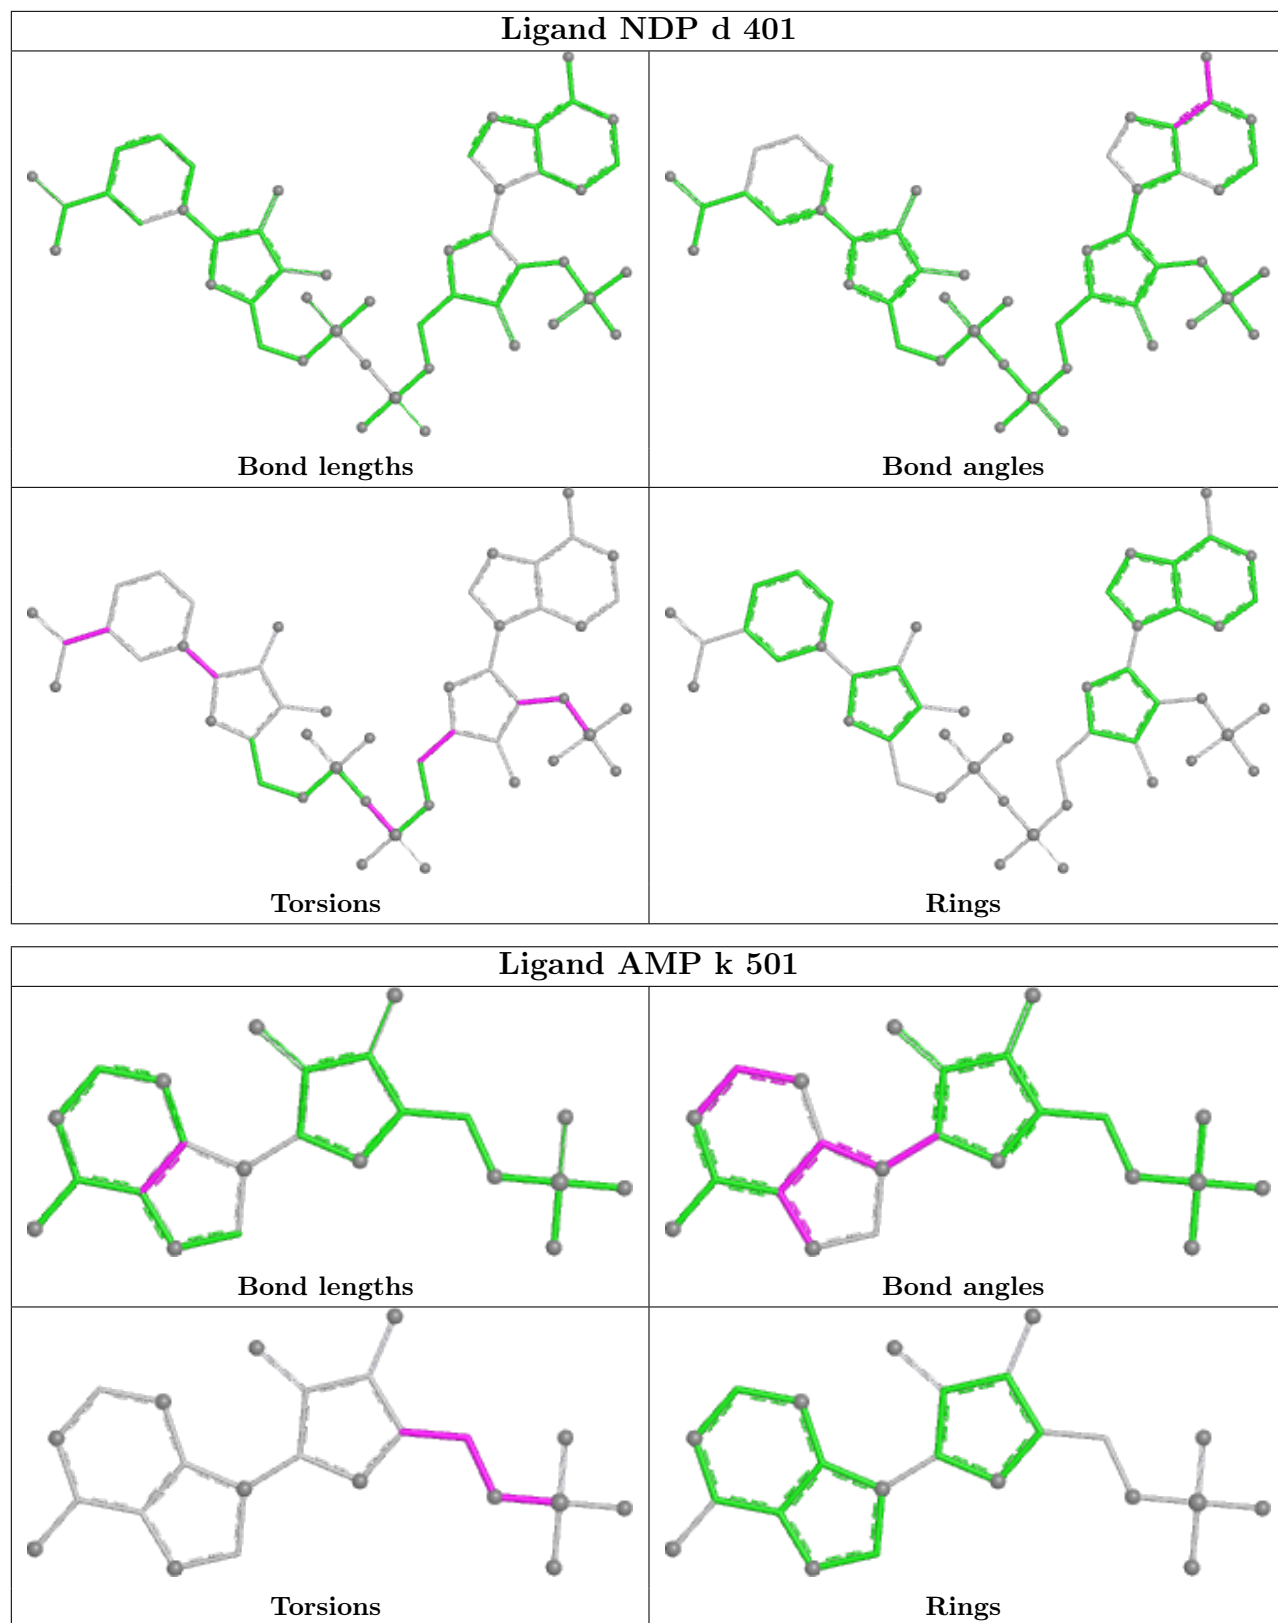 Ligand NDP d 401
Bond lengths
Bond angles
Torsions
Rings
Ligand AMP k 501
Bond lengths
Bond angles
Torsions
Rings